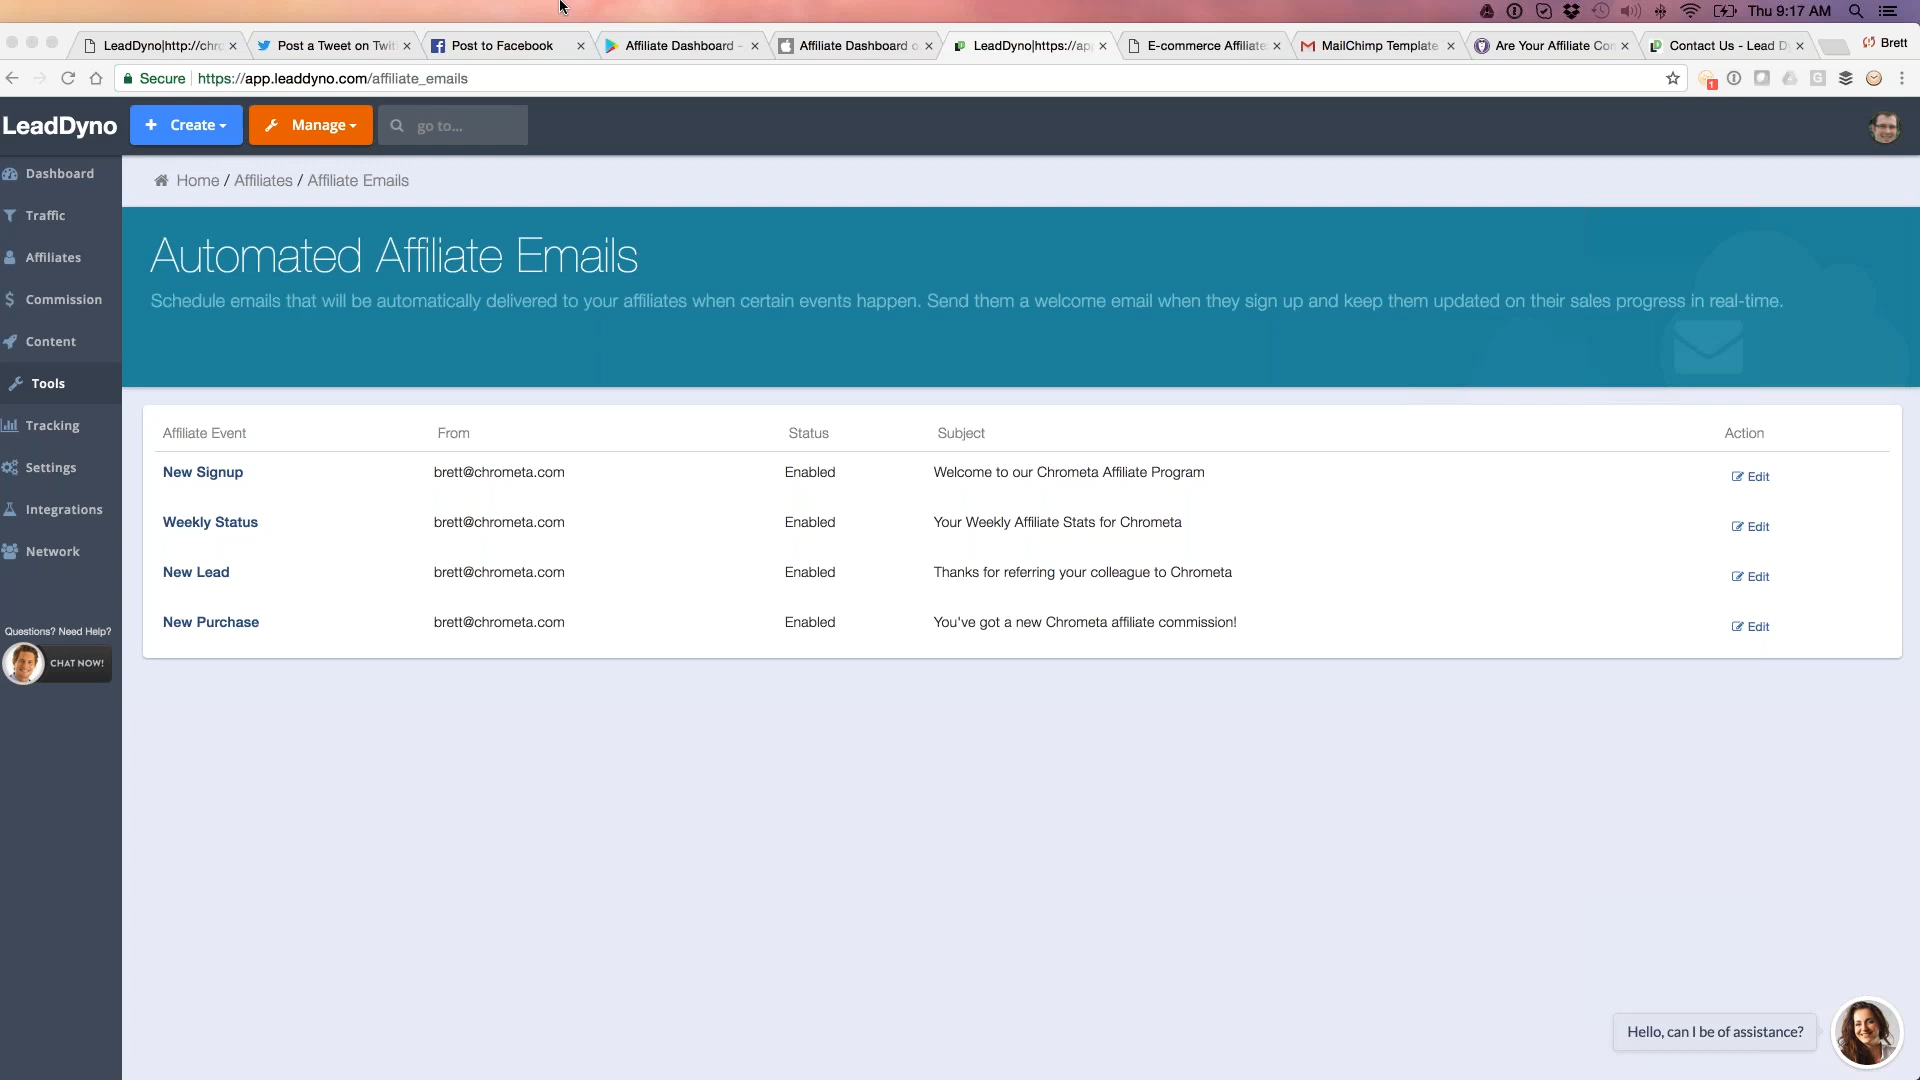 Thu 9:17 AM
LeadDyno|http://chro
Post a Tweet on Twit
Post to Facebook
Affiliate Dashboard -
Affiliate Dashboard o
LeadDyno|https://ap
E-commerce Affiliate
MailChimp Template
Are Your Affiliate Con
Contact Us - Lead D
Brett
Secure
https://app.leaddyno.com/affiliate_emails
1
LeadDyno
+ Create
Manage
go to...
Dashboard
Traffic
Affiliates
Commission
Content
Tools
Tracking
Settings
Integrations
Network
Questions? Need Help?
CHAT NOW!
Home / Affiliates / Affiliate Emails
Automated Affiliate Emails
Schedule emails that will be automatically delivered to your affiliates when certain events happen. Send them a welcome email when they sign up and keep them updated on their sales progress in real-time.
Affiliate Event From Status Subject Action
New Signup brett@chrometa.com Enabled Welcome to our Chrometa Affiliate Program Edit
Weekly Status brett@chrometa.com Enabled Your Weekly Affiliate Stats for Chrometa Edit
New Lead brett@chrometa.com Enabled Thanks for referring your colleague to Chrometa Edit
New Purchase brett@chrometa.com Enabled You've got a new Chrometa affiliate commission! Edit
Hello, can I be of assistance?